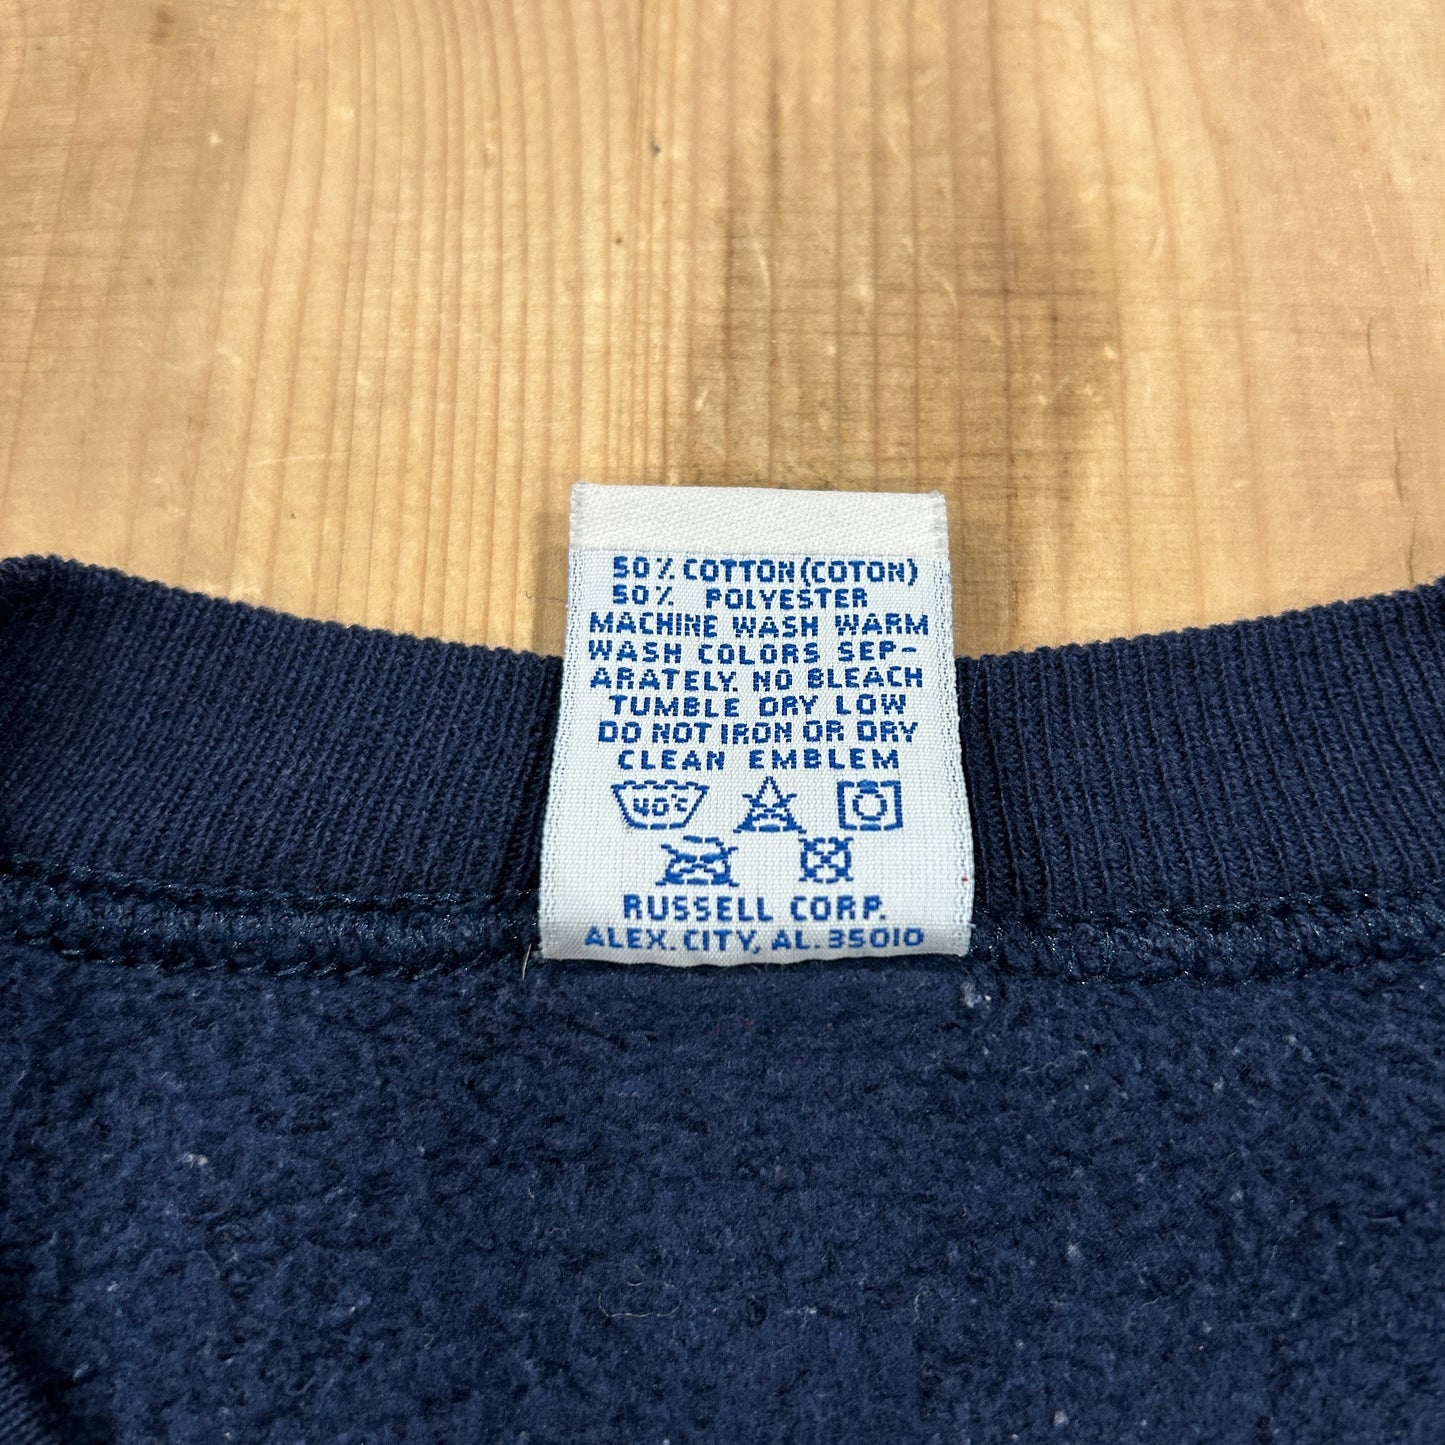 50% COTTON (COTON)
50% POLYESTER
MACHINE WASH WARM
WASH COLORS SEP-
ARATELY. NO BLEACH
TUMBLE DRY LOW
DO NOT IRON OR DRY
CLEAN EMBLEM
40°C
RUSSELL CORP.
ALEX. CITY, AL. 35010